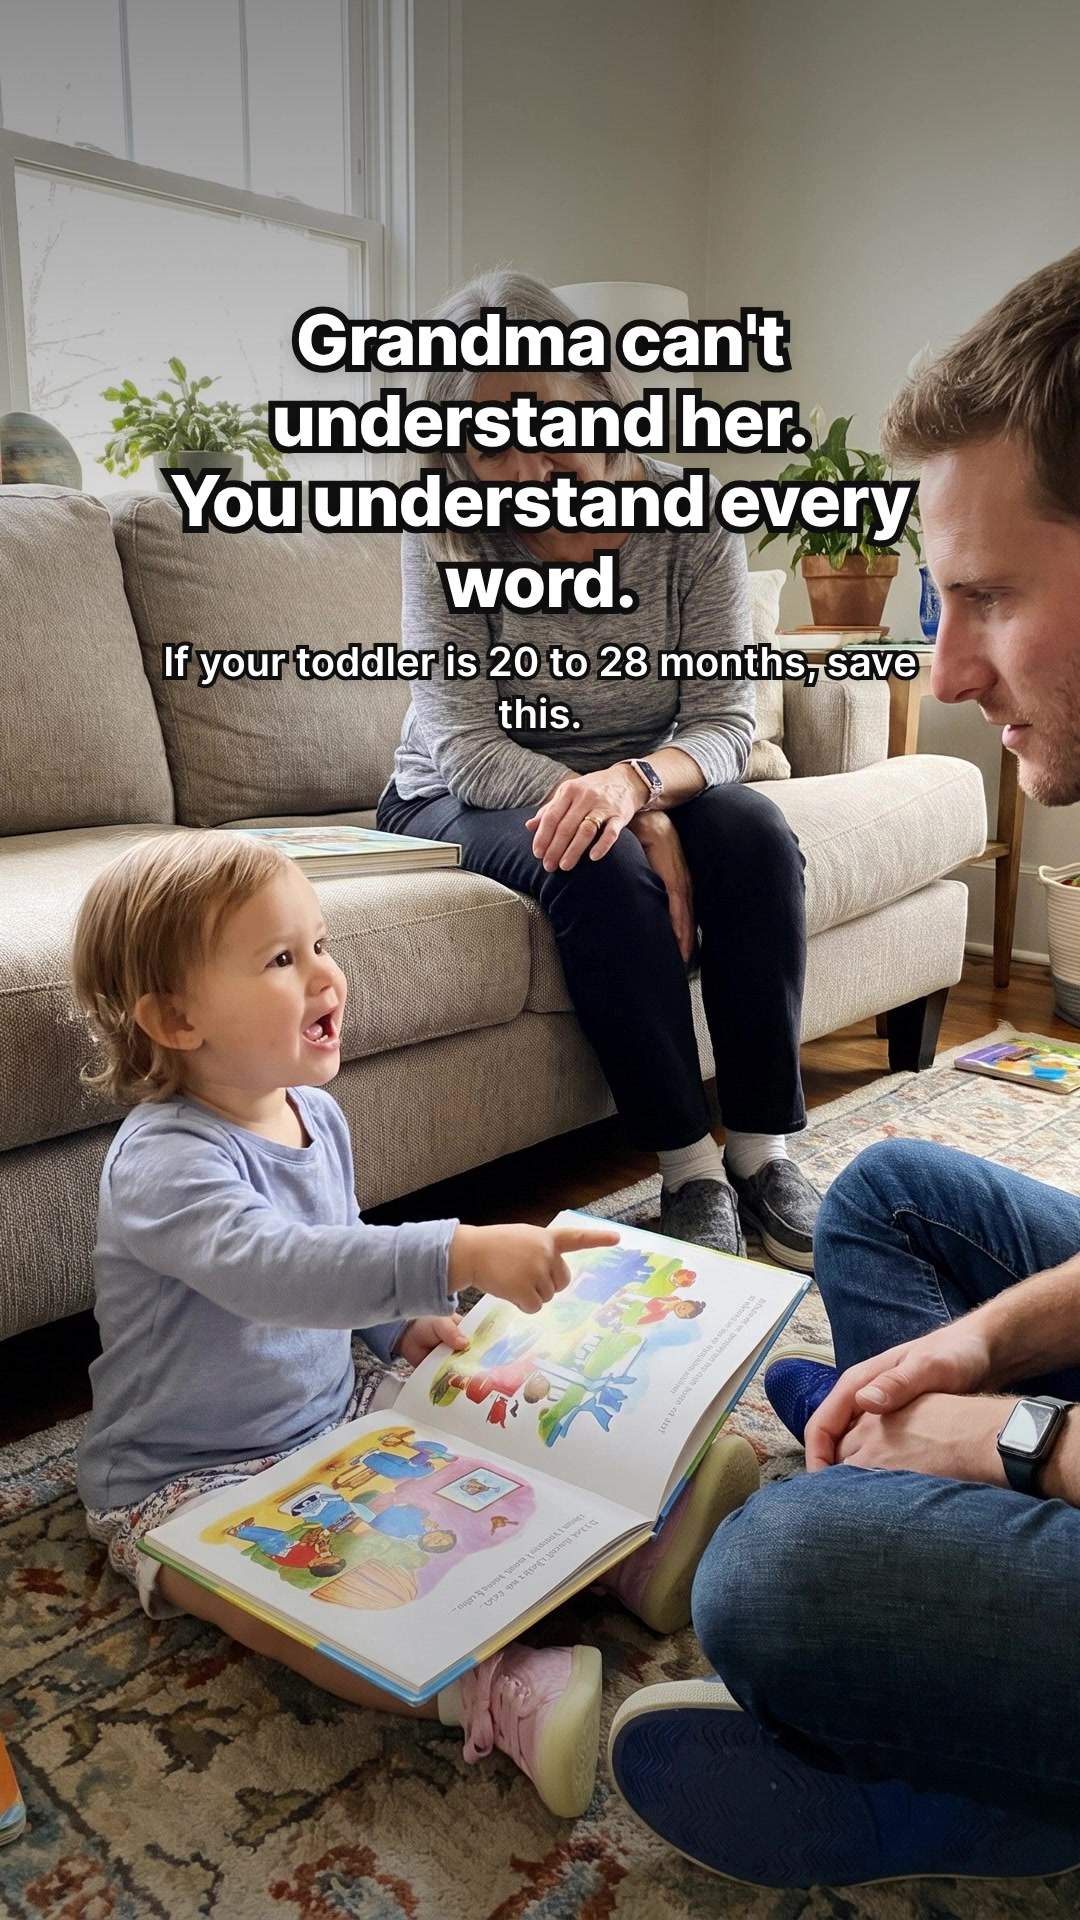 Grandma can't
understand her.
You understand every
word.
If your toddler is 20 to 28 months, save
this.